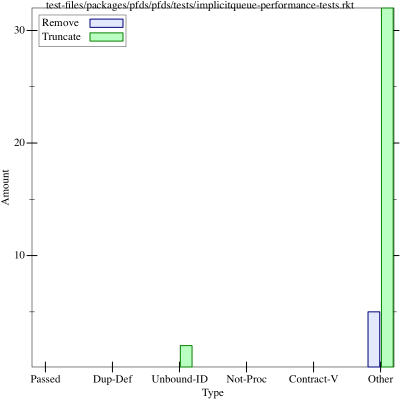 test-files/packages/pfds/pfds/tests/implicitqueue-performance-tests.rkt
Remove
Truncate
30
20
10
Amount
Passed Dup-Def Unbound-ID Not-Proc Contract-V Other
Type